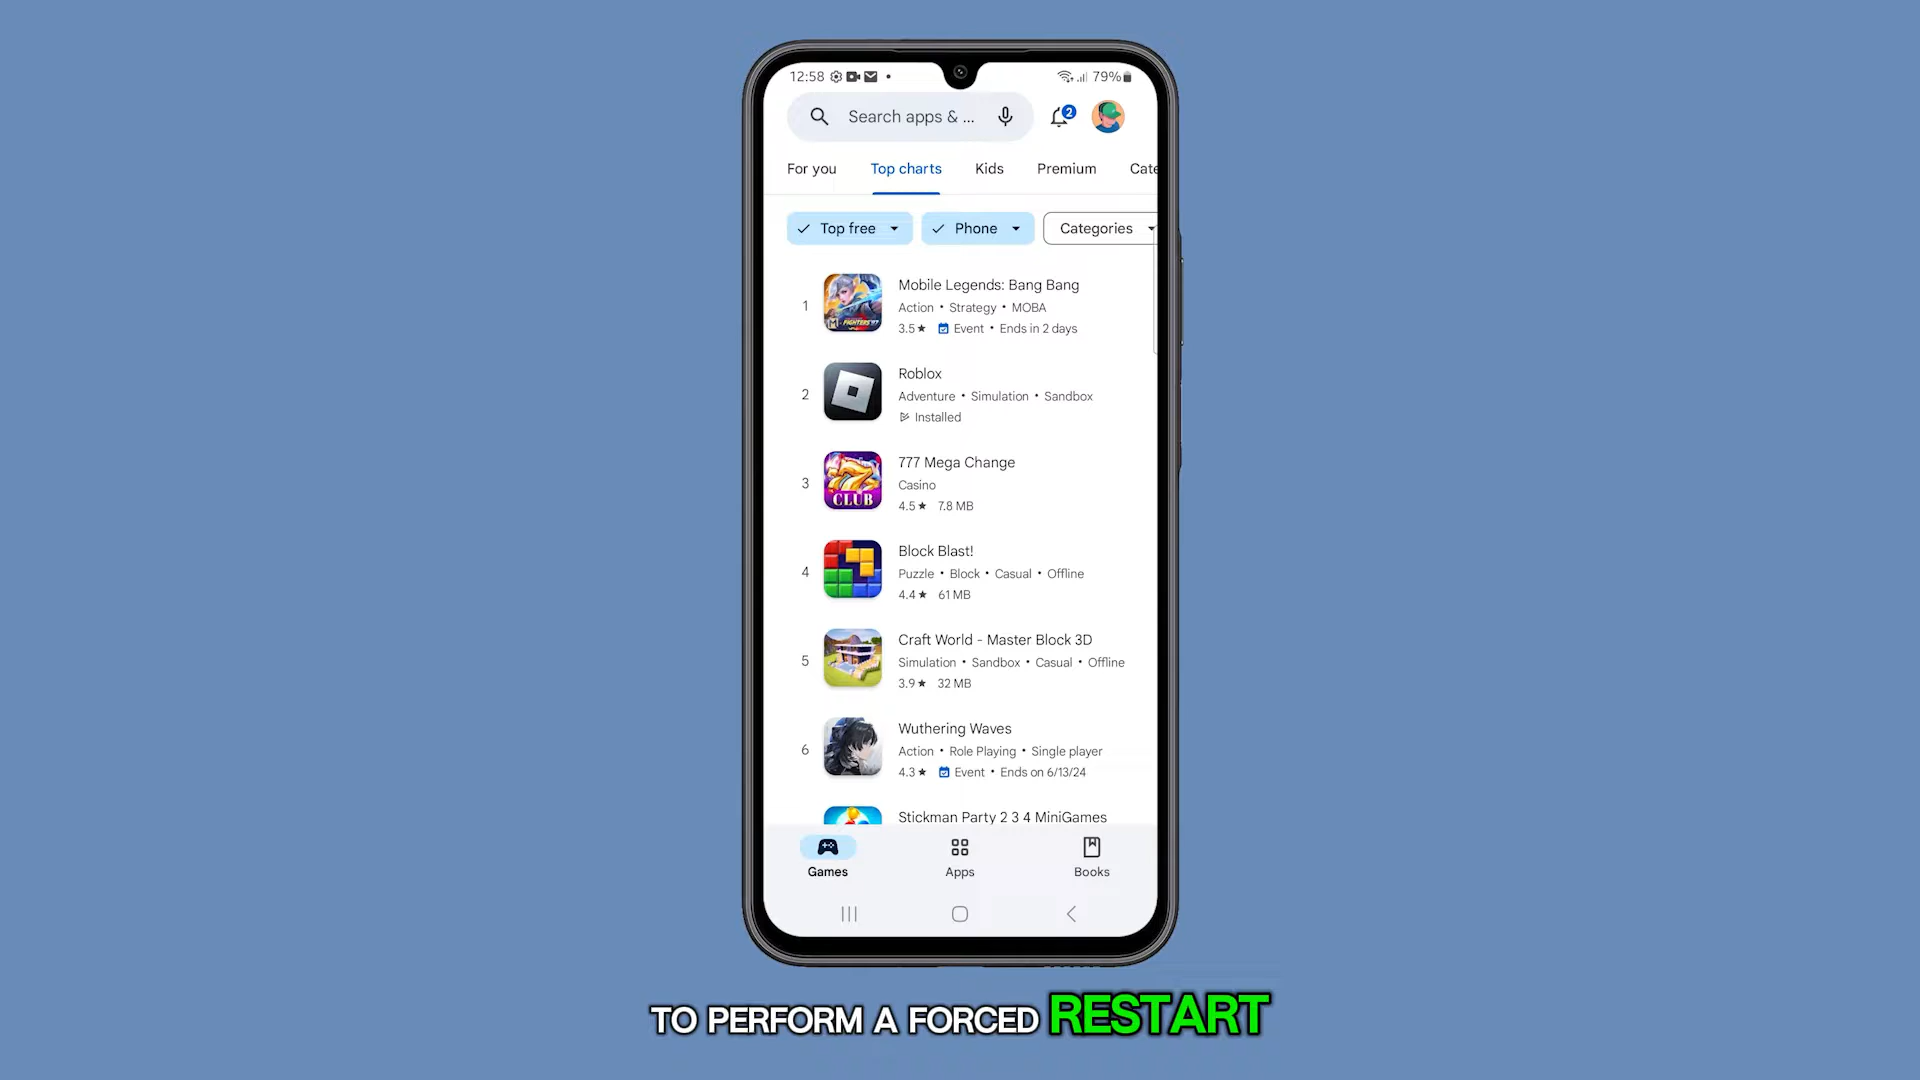 12:58 79%
Search apps & ... 2
For you Top charts Kids Premium Cate
Top free Phone Categories
1
Mobile Legends: Bang Bang
Action • Strategy • MOBA
3.5★ Event • Ends in 2 days
FIGHTERS '97
2
Roblox
Adventure • Simulation • Sandbox
Installed
3
777 Mega Change
Casino
4.5★ 7.8 MB
777
CLUB
4
Block Blast!
Puzzle • Block • Casual • Offline
4.4★ 61 MB
5
Craft World - Master Block 3D
Simulation • Sandbox • Casual • Offline
3.9★ 32 MB
6
Wuthering Waves
Action • Role Playing • Single player
4.3★ Event • Ends on 6/13/24
Stickman Party 2 3 4 MiniGames
Games Apps Books
TO PERFORM A FORCED RESTART